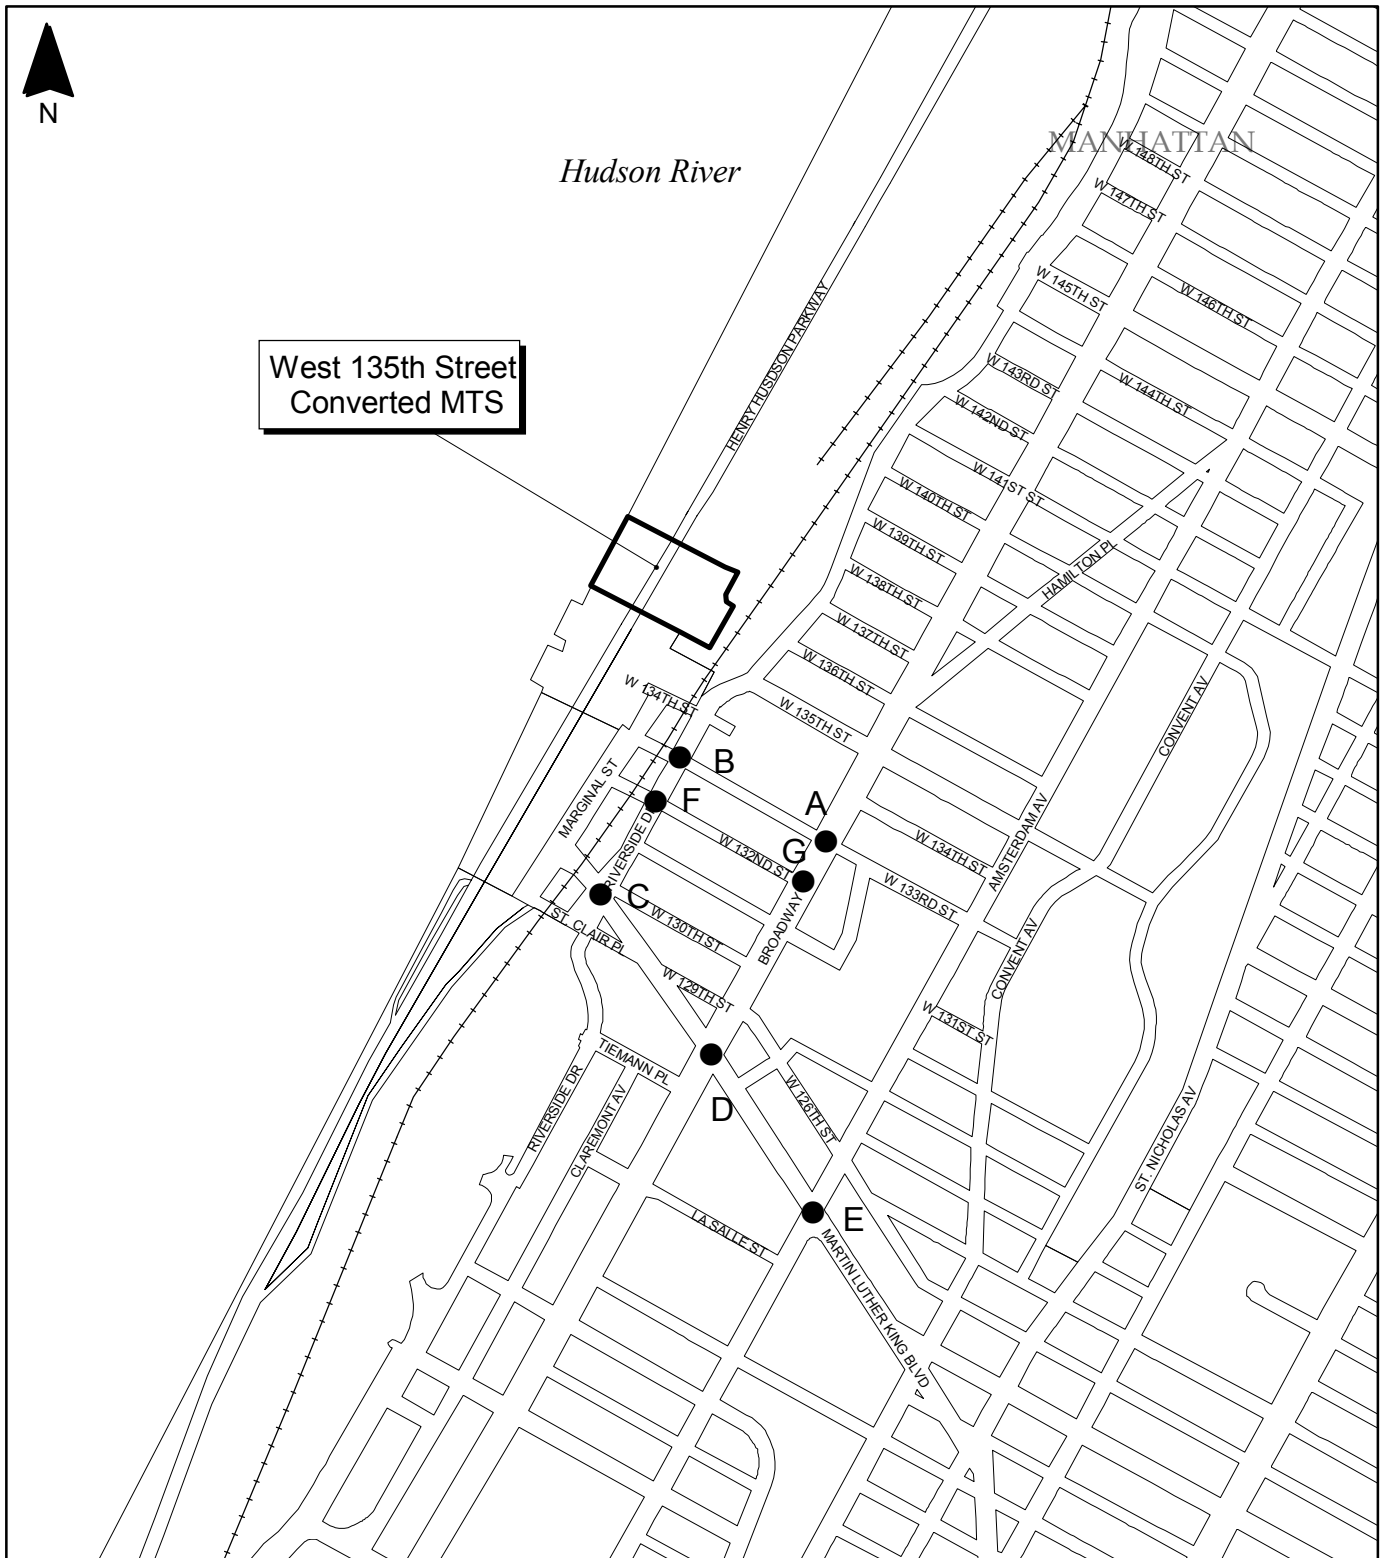 N
MANHATTAN
Hudson River
W 148TH ST
W 147TH ST
W 145TH ST
W 146TH ST
HENRY HUSDSON PARKWAY
West 135th Street
Converted MTS
W 143RD ST
W 144TH ST
W 142ND ST
W 141ST ST
W 140TH ST
W 139TH ST
HAMILTON PL
W 138TH ST
W 137TH ST
W 136TH ST
W 134TH ST
W 135TH ST
CONVENT AV
B
MARGINAL ST
F
A
RIVERSIDE D
W 132ND ST
G
W 134TH ST
AMSTERDAM AV
W 133RD ST
C
ST. CLAIR PL
W 130TH ST
BROADWAY
CONVENT AV
W 129TH ST
W 131ST ST
TIEMANN PL
D
W 126TH ST
RIVERSIDE DR
CLAREMONT AV
ST. NICHOLAS AV
LA SALLE ST
E
MARTIN LUTHER KING BLVD